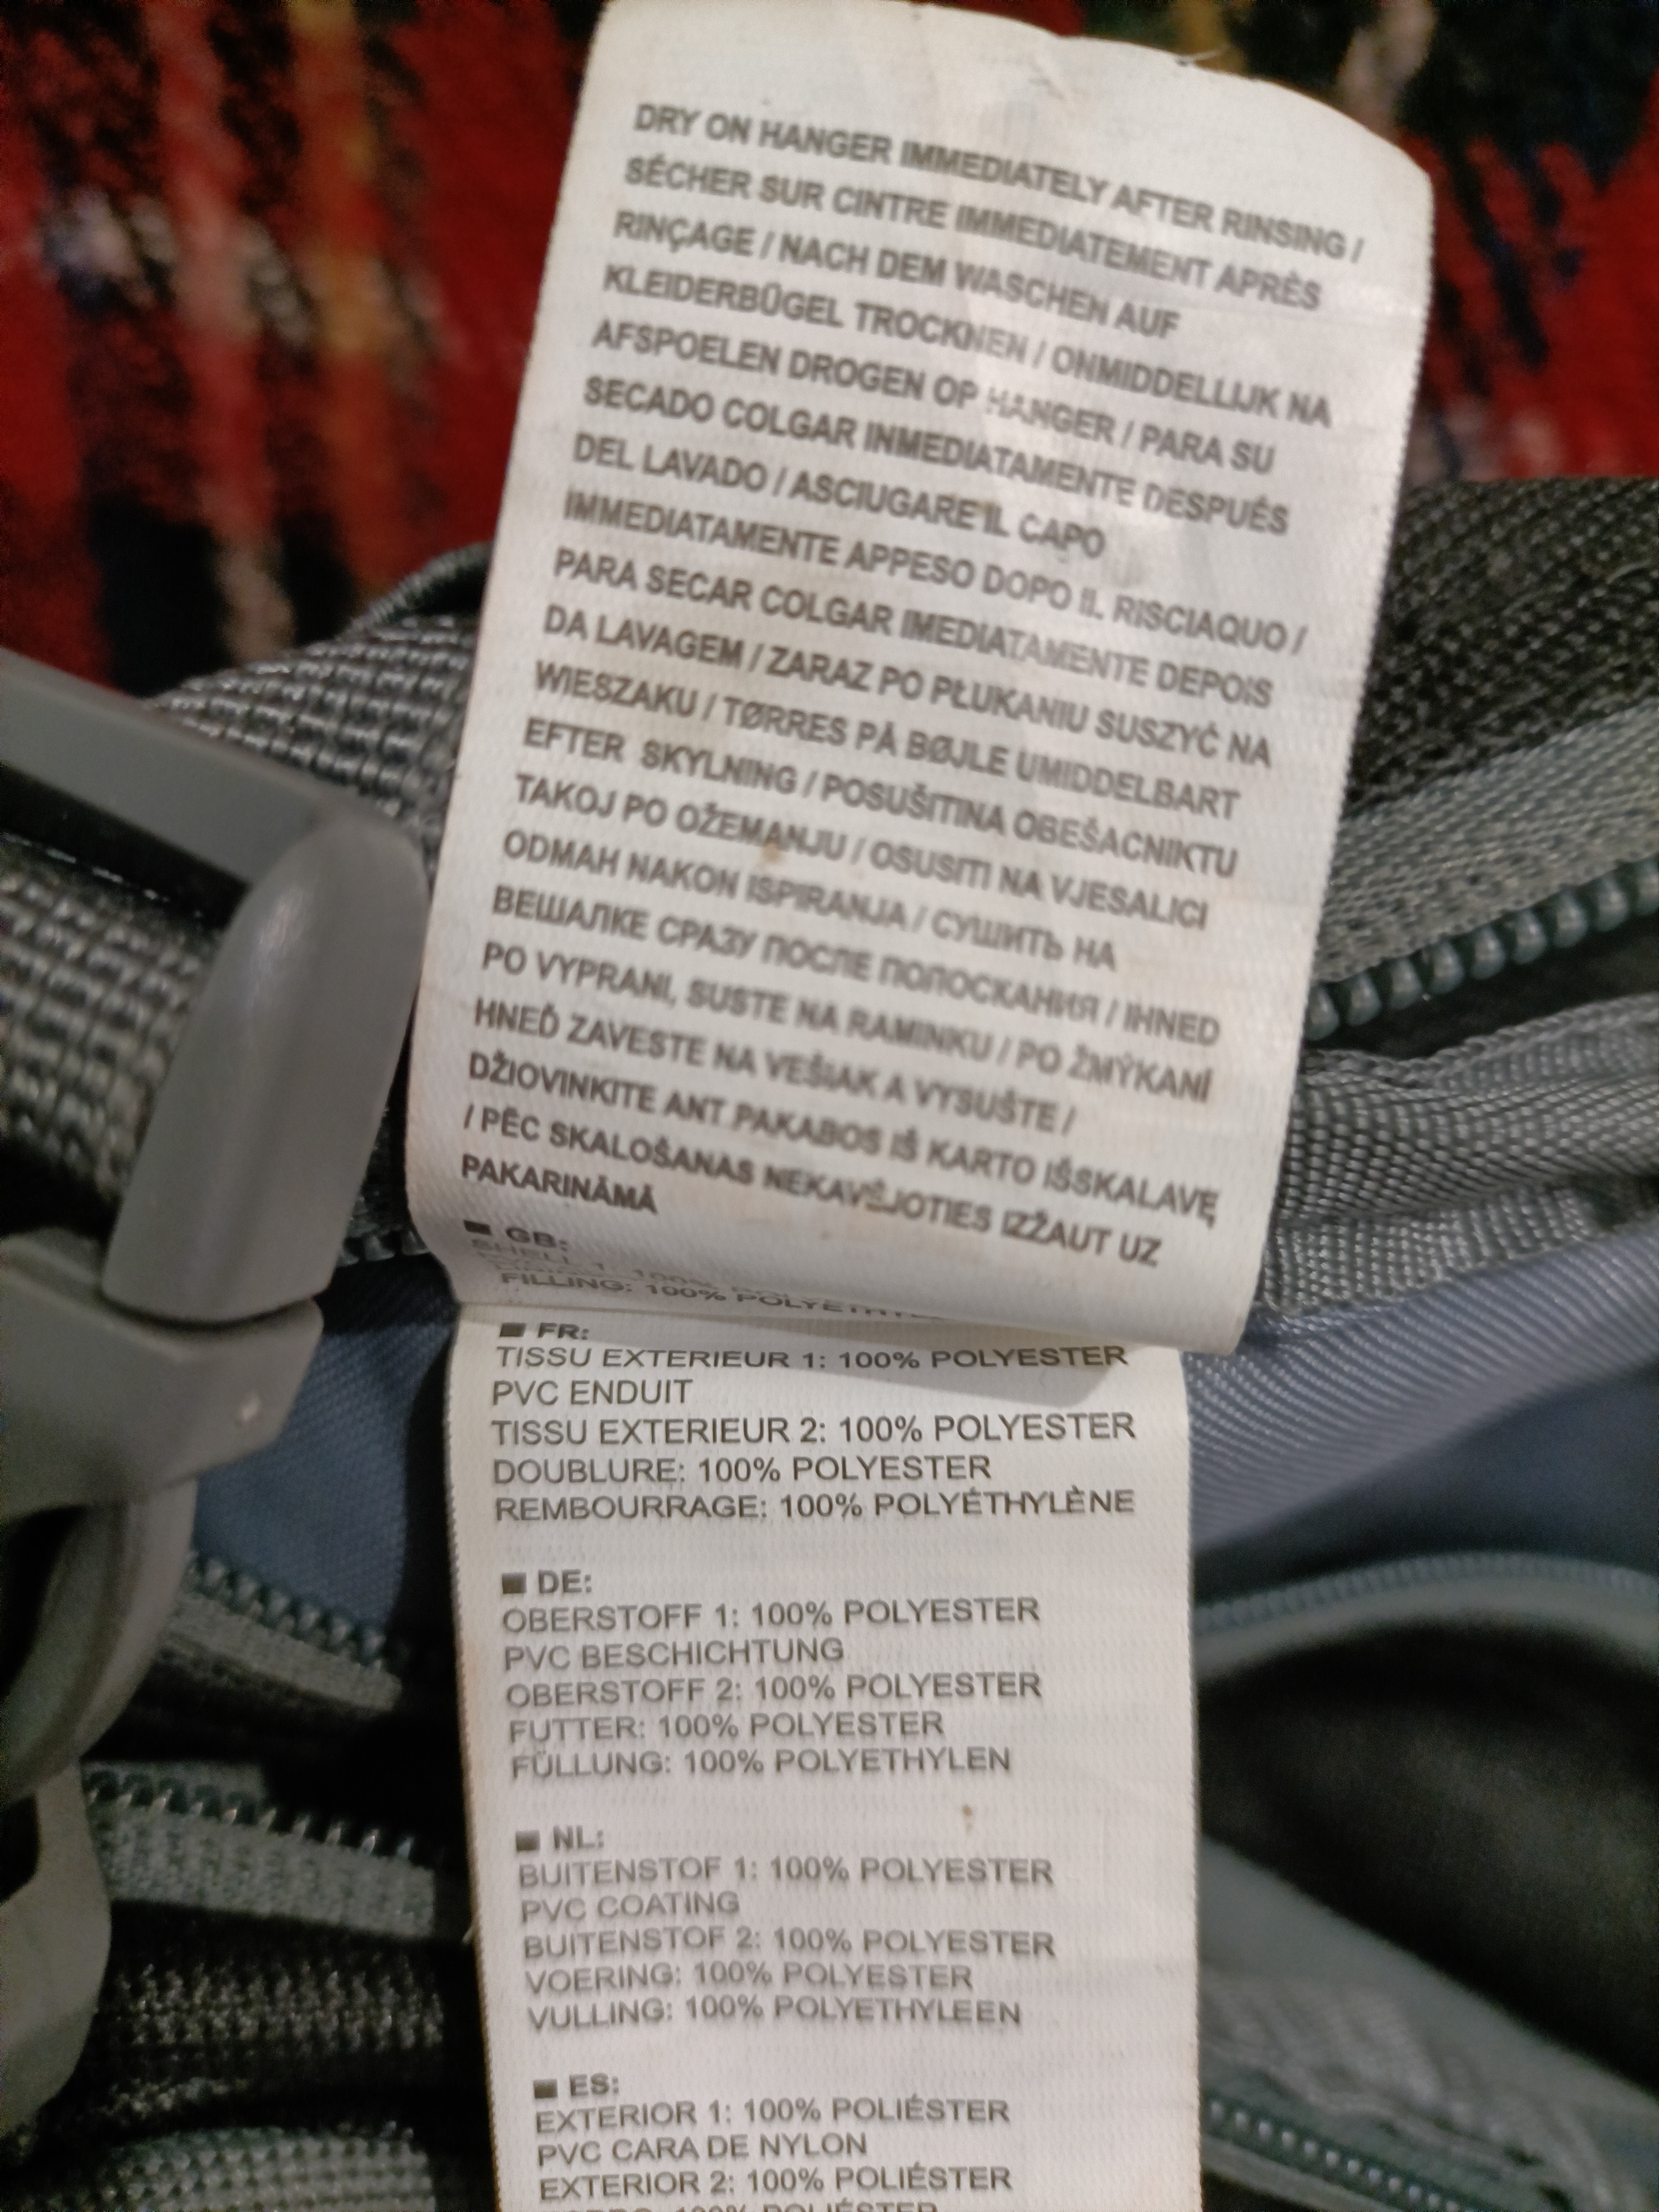 DRY ON HANGER IMMEDIATELY AFTER RINSING /
SÉCHER SUR CINTRE IMMEDIATEMENT APRÈS
RINÇAGE / NACH DEM WASCHEN AUF
KLEIDERBÜGEL TROCKNEN / ONMIDDELLIJK NA
AFSPOELEN DROGEN OP HANGER / PARA SU
SECADO COLGAR INMEDIATAMENTE DESPUÉS
DEL LAVADO / ASCIUGARE IL CAPO
IMMEDIATAMENTE APPESO DOPO IL RISCIAQUO /
PARA SECAR COLGAR IMEDIATAMENTE DEPOIS
DA LAVAGEM / ZARAZ PO PŁUKANIU SUSZYĆ NA
WIESZAKU / TØRRES PÅ BØJLE UMIDDELBART
EFTER SKYLNING / POSUŠITINA OBEŠACNIKTU
TAKOJ PO OŽEMANJU / OSUSITI NA VJESALICI
ODMAH NAKON ISPIRANJA / СУШИТЬ НА
ВЕШАЛКЕ СРАЗУ ПОСЛЕ ПОЛОСКАНИЯ / IHNED
PO VYPRANI, SUSTE NA RAMINKU / PO ŽMÝKANÍ
HNEĎ ZAVESTE NA VEŠIAK A VYSUŠTE /
DŽIOVINKITE ANT PAKABOS IŠ KARTO IŠSKALAVĘ
/ PĒC SKALOŠANAS NEKAVĒJOTIES IZŽAUT UZ
PAKARINĀMĀ
GB:
SHELL 1: 100%
FILLING: 100%
FR:
TISSU EXTERIEUR 1: 100% POLYESTER
PVC ENDUIT
TISSU EXTERIEUR 2: 100% POLYESTER
DOUBLURE: 100% POLYESTER
REMBOURRAGE: 100% POLYÉTHYLÈNE
DE:
OBERSTOFF 1: 100% POLYESTER
PVC BESCHICHTUNG
OBERSTOFF 2: 100% POLYESTER
FUTTER: 100% POLYESTER
FÜLLUNG: 100% POLYETHYLEN
NL:
BUITENSTOF 1: 100% POLYESTER
PVC COATING
BUITENSTOF 2: 100% POLYESTER
VOERING: 100% POLYESTER
VULLING: 100% POLYETHYLEEN
ES:
EXTERIOR 1: 100% POLIÉSTER
PVC CARA DE NYLON
EXTERIOR 2: 100% POLIÉSTER
100% POLIÉSTER